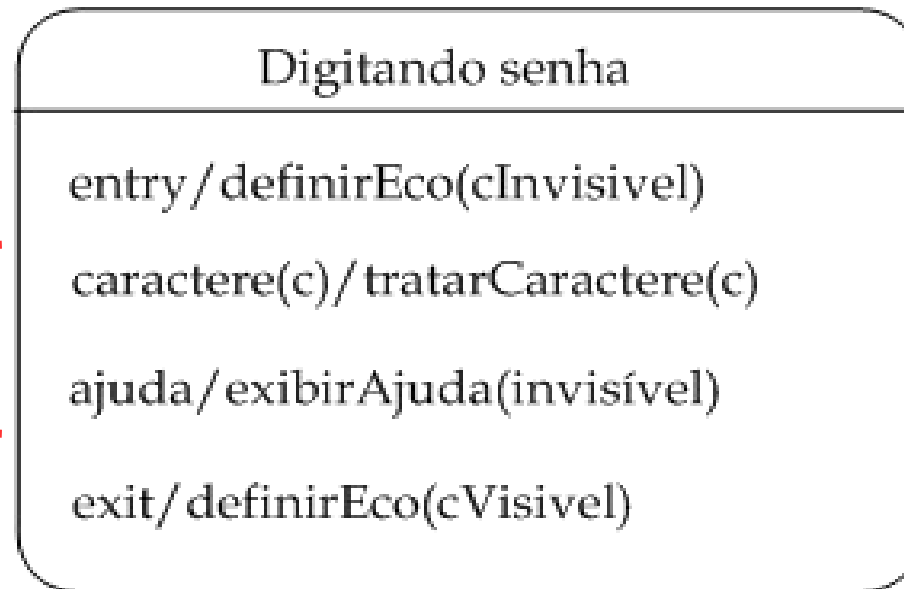 Digitando senha
entry/definirEco(cInvisivel)
caractere(c)/tratarCaractere(c)
ajuda/exibirAjuda(invisível)
exit/definirEco(cVisivel)